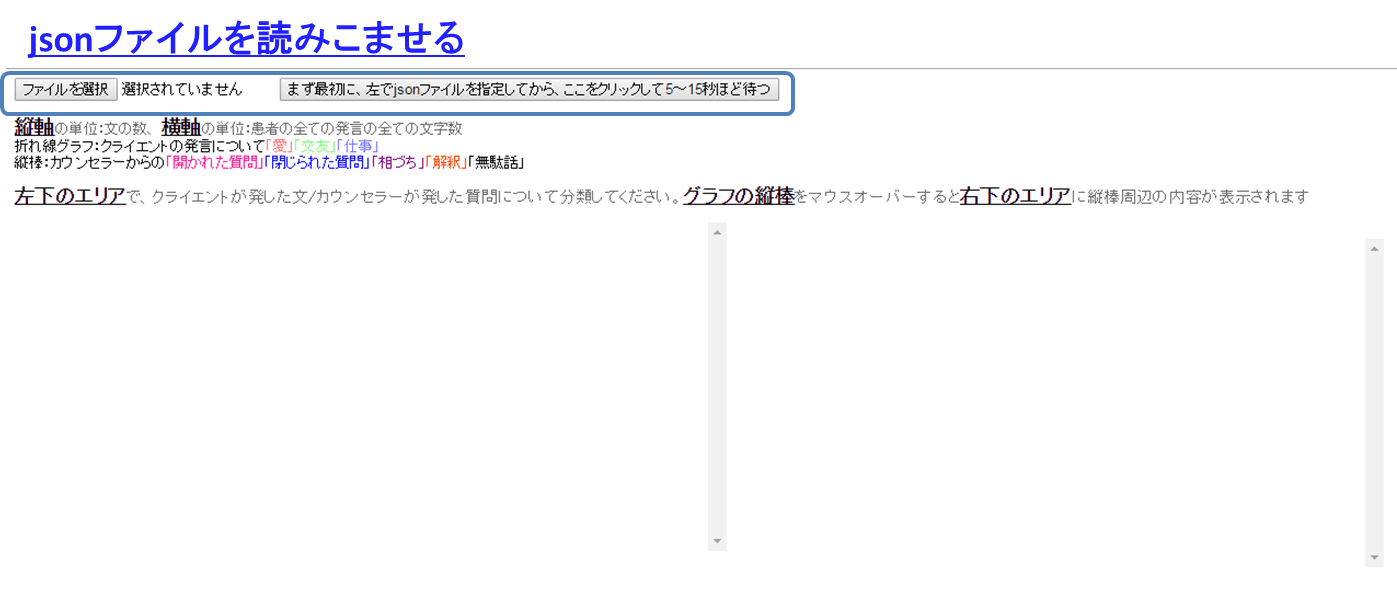 jsonファイルを読みこませる
ファイルを選択 選択されていません まず最初に、左でjsonファイルを指定してから、ここをクリックして5～15秒ほど待つ
縦軸の単位：文の数、 横軸の単位：患者の全ての発言の全ての文字数
折れ線グラフ：クライエントの発言について「愛」「交友」「仕事」
縦棒：カウンセラーからの「開かれた質問」「閉じられた質問」「相づち」「解釈」「無駄話」
左下のエリアで、クライエントが発した文/カウンセラーが発した質問について分類してください。グラフの縦棒をマウスオーバーすると右下のエリアに縦棒周辺の内容が表示されます